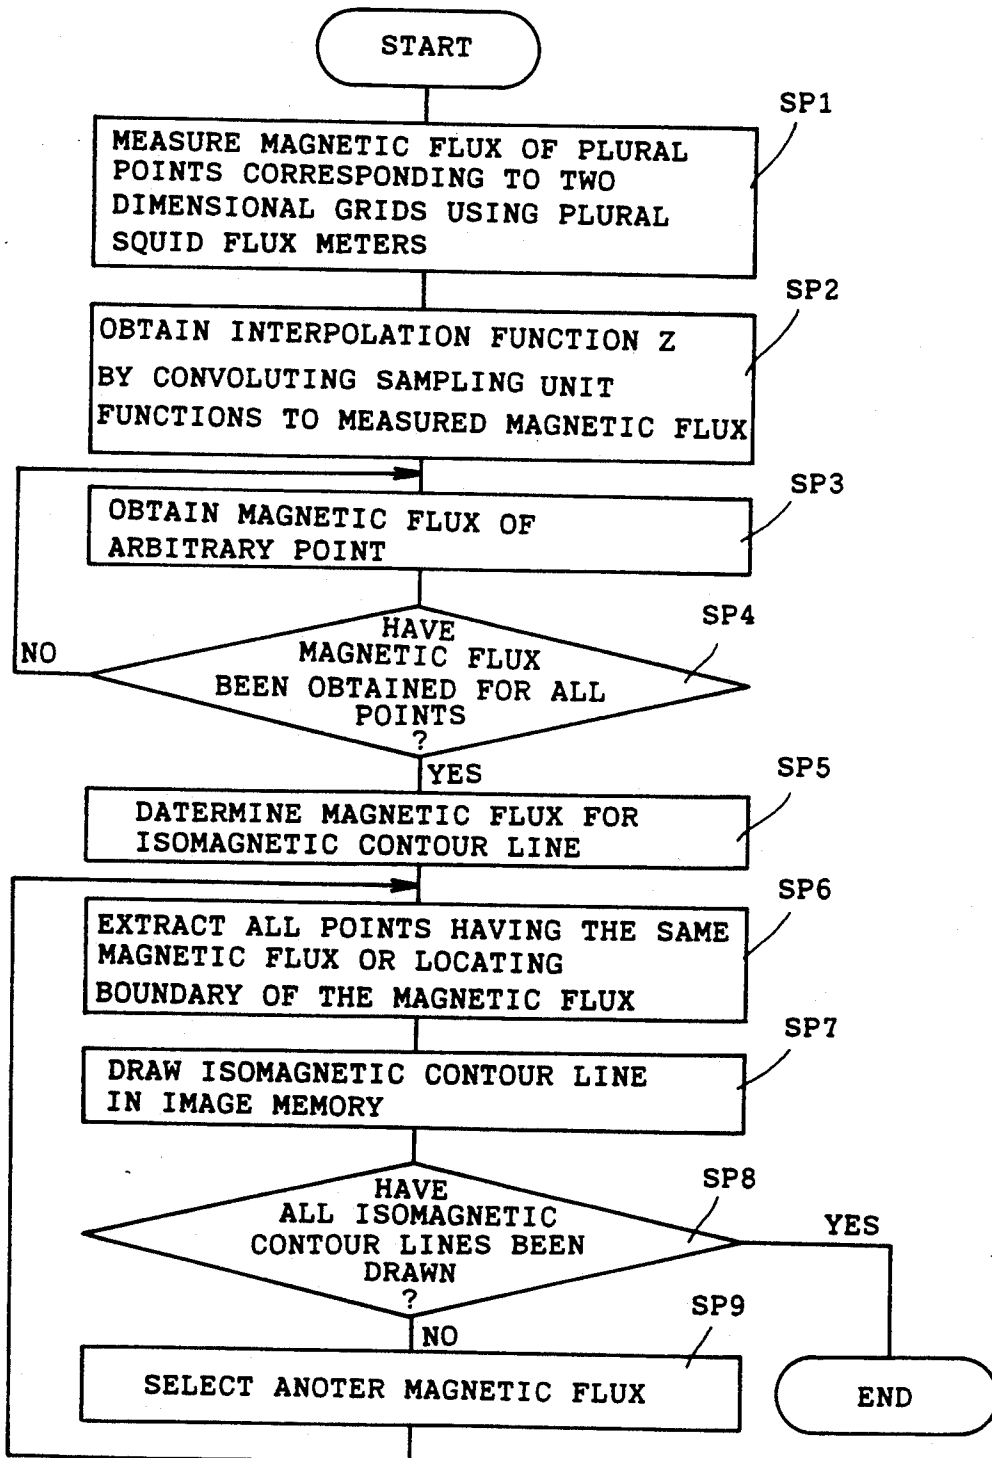 START
SP1
MEASURE MAGNETIC FLUX OF PLURAL
POINTS CORRESPONDING TO TWO
DIMENSIONAL GRIDS USING PLURAL
SQUID FLUX METERS
SP2
OBTAIN INTERPOLATION FUNCTION Z
BY CONVOLUTING SAMPLING UNIT
FUNCTIONS TO MEASURED MAGNETIC FLUX
SP3
OBTAIN MAGNETIC FLUX OF
ARBITRARY POINT
SP4
HAVE
MAGNETIC FLUX
BEEN OBTAINED FOR ALL
POINTS
?
NO
YES
SP5
DATERMINE MAGNETIC FLUX FOR
ISOMAGNETIC CONTOUR LINE
SP6
EXTRACT ALL POINTS HAVING THE SAME
MAGNETIC FLUX OR LOCATING
BOUNDARY OF THE MAGNETIC FLUX
SP7
DRAW ISOMAGNETIC CONTOUR LINE
IN IMAGE MEMORY
SP8
HAVE
ALL ISOMAGNETIC
CONTOUR LINES BEEN
DRAWN
?
YES
NO
SP9
SELECT ANOTER MAGNETIC FLUX
END